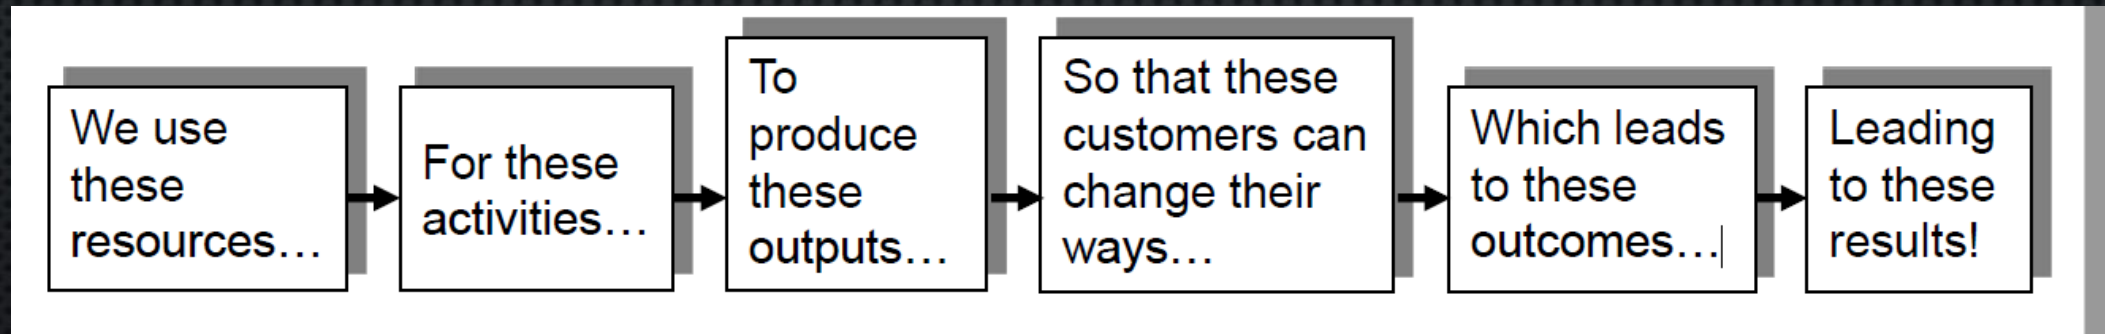 We use
these
resources…
For these
activities…
To
produce
these
outputs…
So that these
customers can
change their
ways…
Which leads
to these
outcomes…
Leading
to these
results!